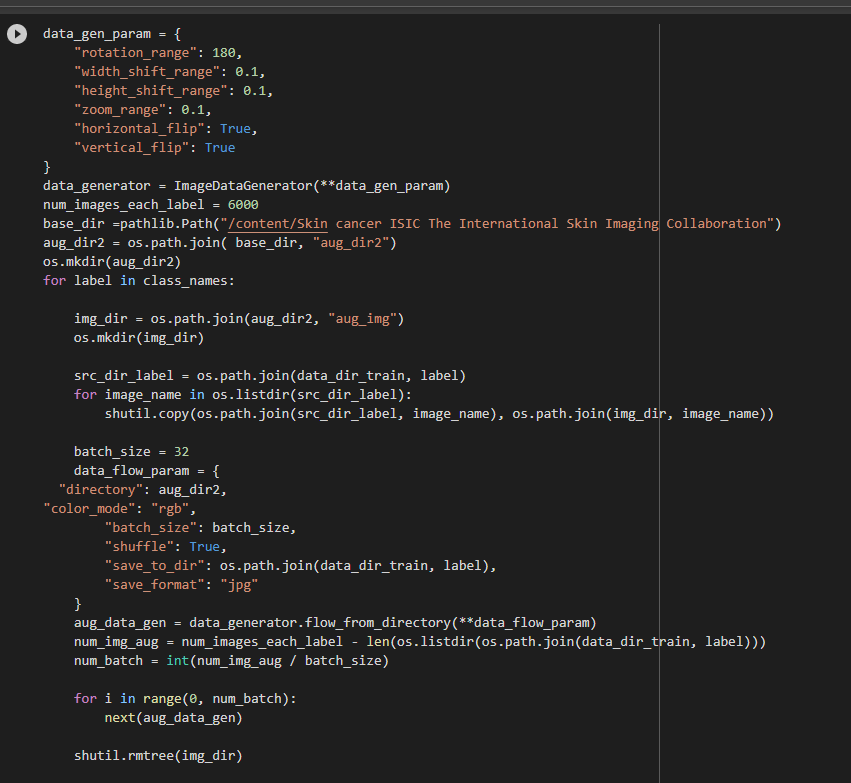 data_gen_param = {
    "rotation_range": 180,
    "width_shift_range": 0.1,
    "height_shift_range": 0.1,
    "zoom_range": 0.1,
    "horizontal_flip": True,
    "vertical_flip": True
}
data_generator = ImageDataGenerator(**data_gen_param)
num_images_each_label = 6000
base_dir =pathlib.Path("/content/Skin cancer ISIC The International Skin Imaging Collaboration")
aug_dir2 = os.path.join( base_dir, "aug_dir2")
os.mkdir(aug_dir2)
for label in class_names:

    img_dir = os.path.join(aug_dir2, "aug_img")
    os.mkdir(img_dir)

    src_dir_label = os.path.join(data_dir_train, label)
    for image_name in os.listdir(src_dir_label):
        shutil.copy(os.path.join(src_dir_label, image_name), os.path.join(img_dir, image_name))

    batch_size = 32
    data_flow_param = {
  "directory": aug_dir2,
"color_mode": "rgb",
        "batch_size": batch_size,
        "shuffle": True,
        "save_to_dir": os.path.join(data_dir_train, label),
        "save_format": "jpg"
    }
    aug_data_gen = data_generator.flow_from_directory(**data_flow_param)
    num_img_aug = num_images_each_label - len(os.listdir(os.path.join(data_dir_train, label)))
    num_batch = int(num_img_aug / batch_size)

    for i in range(0, num_batch):
        next(aug_data_gen)

    shutil.rmtree(img_dir)